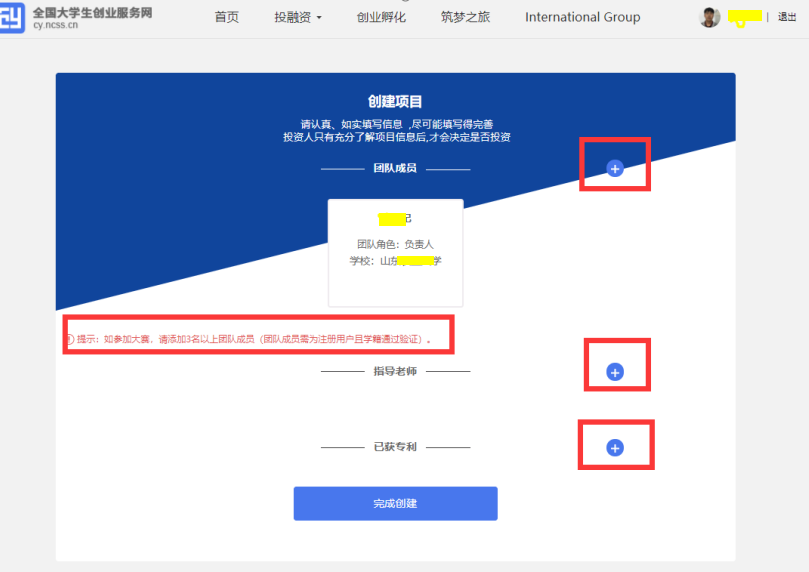 全国大学生创业服务网
cy.ncss.cn
首页 投融资 创业孵化 筑梦之旅 International Group | 退出
创建项目
请认真、如实填写信息 ,尽可能填写得完善
投资人只有充分了解项目信息后,才会决定是否投资
团队成员
团队角色：负责人
学校：山东 学
提示：如参加大赛，请添加3名以上团队成员（团队成员需为注册用户且学籍通过验证）。
指导老师
已获专利
完成创建